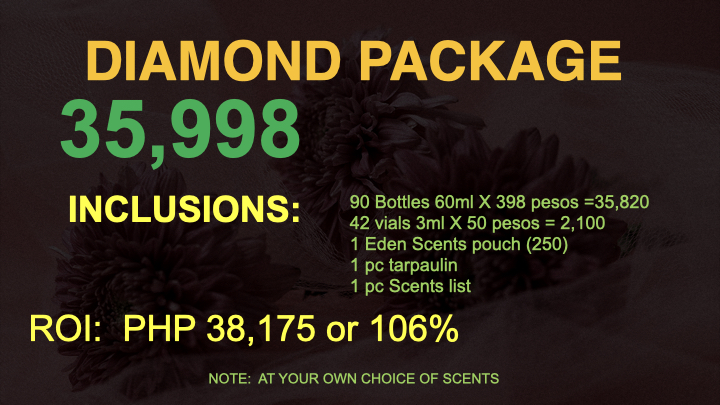 DIAMOND PACKAGE
35,998
INCLUSIONS:
90 Bottles 60ml X 398 pesos =35,820
42 vials 3ml X 50 pesos = 2,100
1 Eden Scents pouch (250)
1 pc tarpaulin
1 pc Scents list
ROI:  PHP 38,175 or 106%
NOTE:  AT YOUR OWN CHOICE OF SCENTS